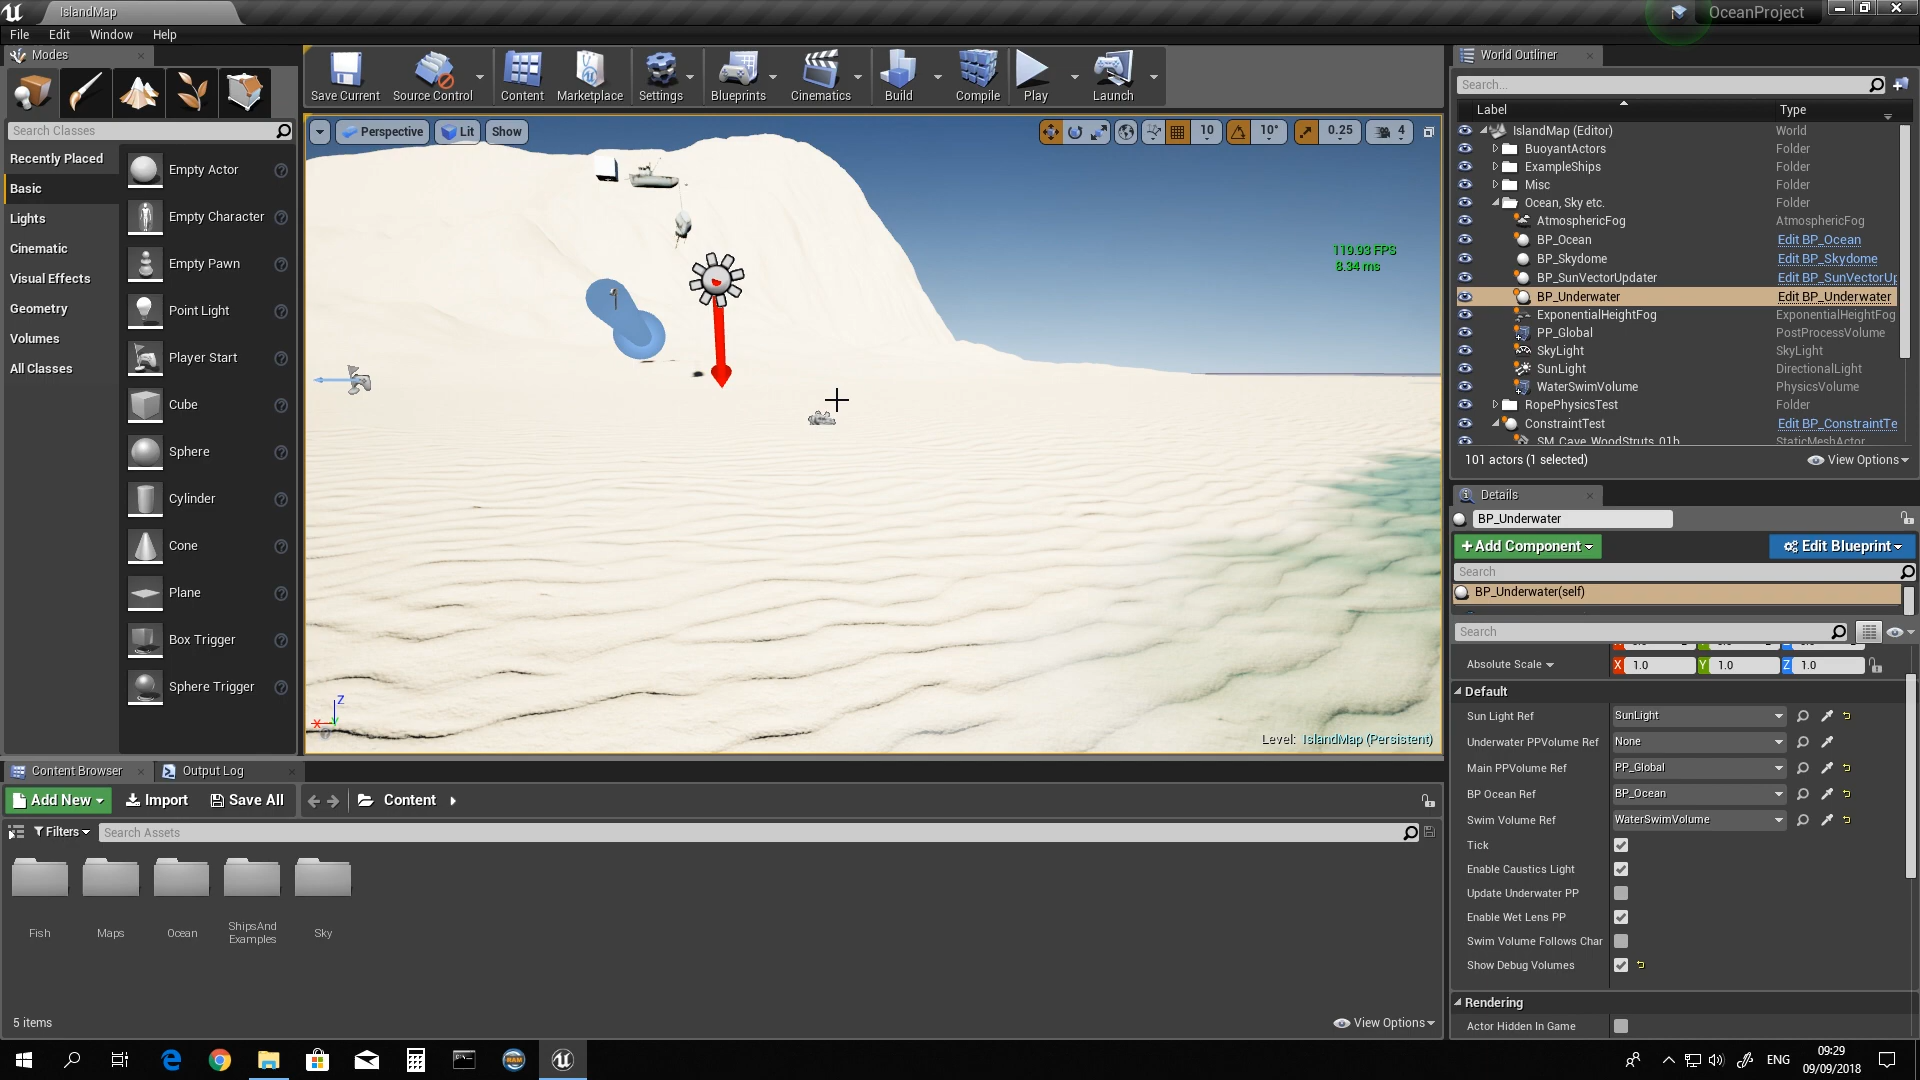 IslandMap
OceanProject
File Edit Window Help
Modes
Search Classes
Recently Placed
Basic
Lights
Cinematic
Visual Effects
Geometry
Volumes
All Classes
Empty Actor
Empty Character
Empty Pawn
Point Light
Player Start
Cube
Sphere
Cylinder
Cone
Plane
Box Trigger
Sphere Trigger
Save Current Source Control Content Marketplace Settings Blueprints Cinematics Build Compile Play Launch
Perspective Lit Show
10 10° 0.25 4
119.93 FPS
8.34 ms
X Z
Level: IslandMap (Persistent)
World Outliner
Search...
Label Type
IslandMap (Editor) World
BuoyantActors Folder
ExampleShips Folder
Misc Folder
Ocean, Sky etc. Folder
AtmosphericFog AtmosphericFog
BP_Ocean Edit BP_Ocean
BP_Skydome Edit BP_Skydome
BP_SunVectorUpdater Edit BP_SunVectorUp
BP_Underwater Edit BP_Underwater
ExponentialHeightFog ExponentialHeightFog
PP_Global PostProcessVolume
SkyLight SkyLight
SunLight DirectionalLight
WaterSwimVolume PhysicsVolume
RopePhysicsTest Folder
ConstraintTest Edit BP_ConstraintTe
SM_Cave_WoodStruts_01b StaticMeshActor
101 actors (1 selected) View Options
Details
BP_Underwater
+ Add Component Edit Blueprint
Search
BP_Underwater(self)
Search
Absolute Scale X 1.0 Y 1.0 Z 1.0
Default
Sun Light Ref SunLight
Underwater PPVolume Ref None
Main PPVolume Ref PP_Global
BP Ocean Ref BP_Ocean
Swim Volume Ref WaterSwimVolume
Tick
Enable Caustics Light
Update Underwater PP
Enable Wet Lens PP
Swim Volume Follows Char
Show Debug Volumes
Rendering
Actor Hidden In Game
Content Browser Output Log
Add New Import Save All Content
Filters Search Assets
Fish Maps Ocean ShipsAnd Examples Sky
5 items View Options
ENG 09:29
09/09/2018